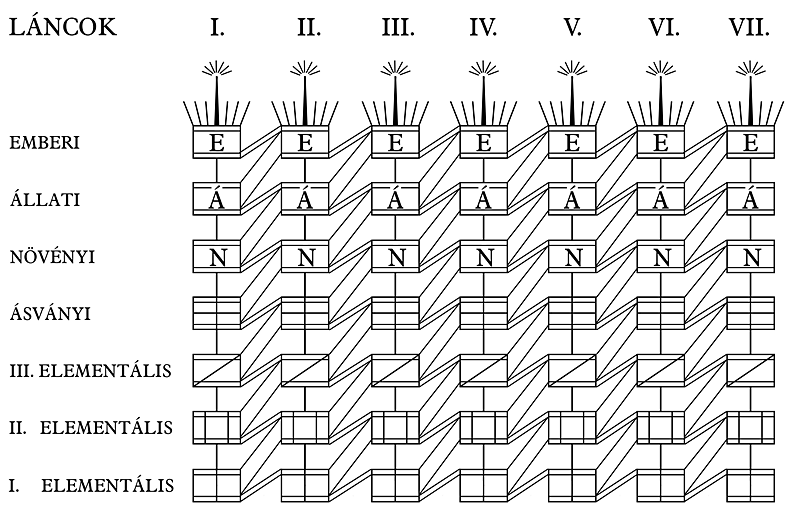 LÁNCOK I. II. III. IV. V. VI. VII.
EMBERI E E E E E E E
ÁLLATI Á Á Á Á Á Á Á
NÖVÉNYI N N N N N N N
ÁSVÁNYI
III. ELEMENTÁLIS
II. ELEMENTÁLIS
I. ELEMENTÁLIS